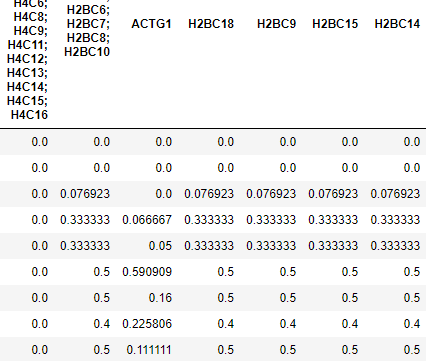 H4C6;
H4C8;
H4C9;
H4C11;
H4C12;
H4C13;
H4C14;
H4C15;
H4C16
H2BC6;
H2BC7;
H2BC8;
H2BC10
ACTG1 H2BC18 H2BC9 H2BC15 H2BC14
0.0 0.0 0.0 0.0 0.0 0.0 0.0
0.0 0.0 0.0 0.0 0.0 0.0 0.0
0.0 0.076923 0.0 0.076923 0.076923 0.076923 0.076923
0.0 0.333333 0.066667 0.333333 0.333333 0.333333 0.333333
0.0 0.333333 0.05 0.333333 0.333333 0.333333 0.333333
0.0 0.5 0.590909 0.5 0.5 0.5 0.5
0.0 0.5 0.16 0.5 0.5 0.5 0.5
0.0 0.4 0.225806 0.4 0.4 0.4 0.4
0.0 0.5 0.111111 0.5 0.5 0.5 0.5